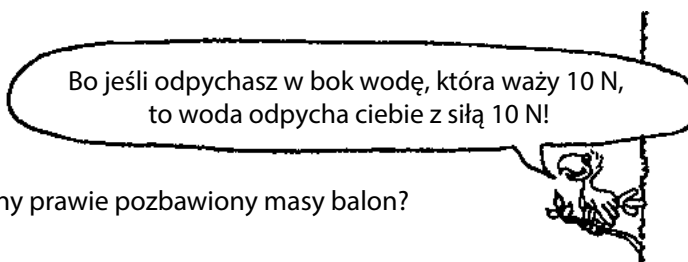 Bo jeśli odpychasz w bok wodę, która waży 10 N,
to woda odpycha ciebie z siłą 10 N!
ny prawie pozbawiony masy balon?